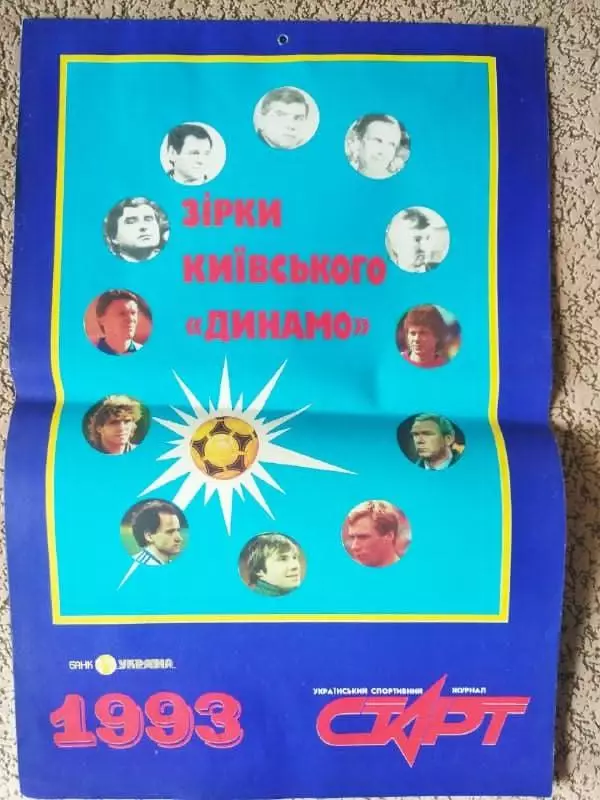 ЗІРКИ
КИЇВСЬКОГО
«ДИНАМО»
БАНК УКРАЇНА
1993
УКРАЇНСЬКИЙ СПОРТИВНИЙ ЖУРНАЛ
СТАРТ